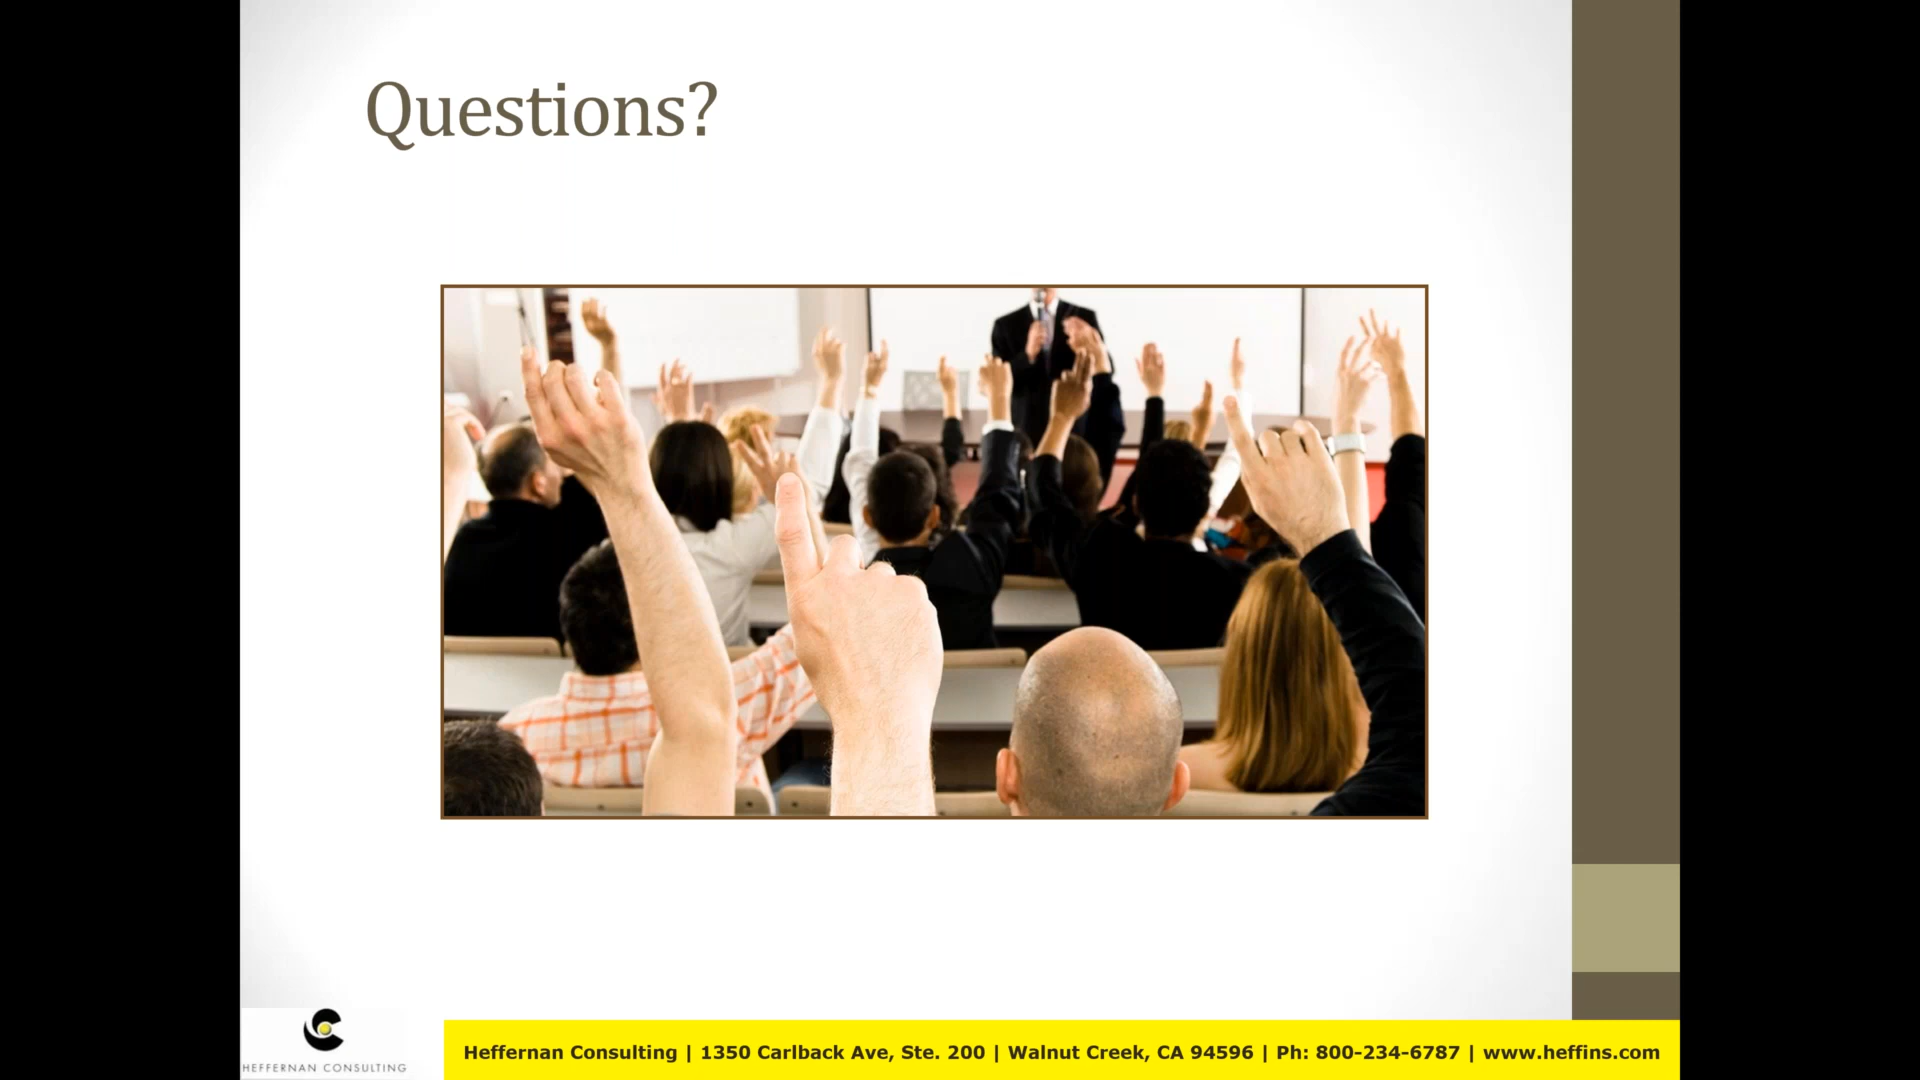 Questions?
HEFFERNAN CONSULTING
Heffernan Consulting | 1350 Carlback Ave, Ste. 200 | Walnut Creek, CA 94596 | Ph: 800-234-6787 | www.heffins.com